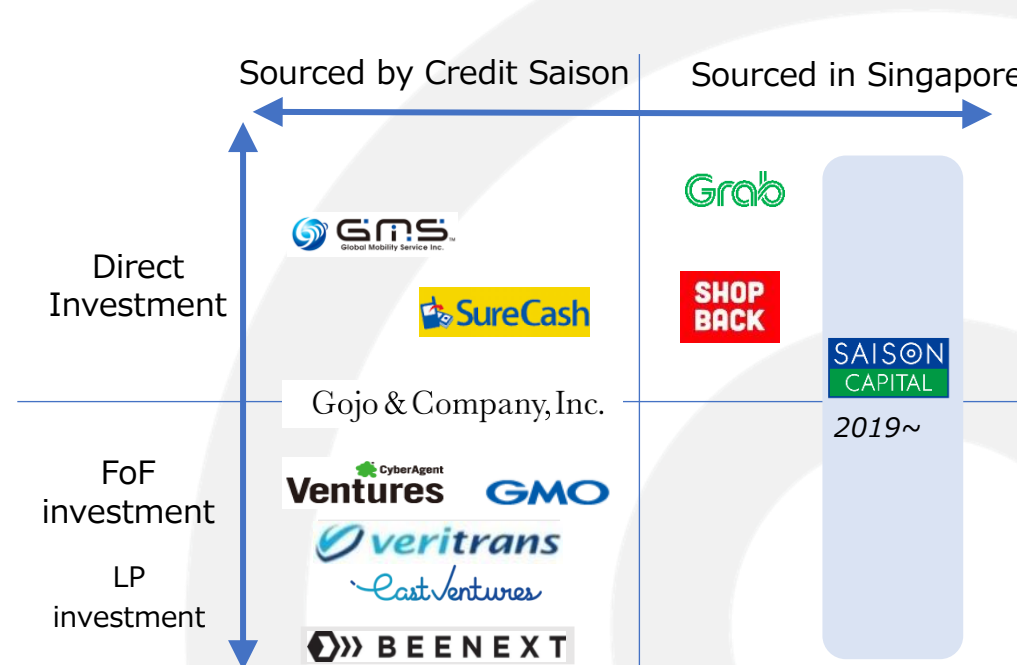 Sourced by Credit Saison
Sourced in Singapore
Direct
Investment
GMS
Global Mobility Service Inc.
SureCash
Gojo & Company, Inc.
Grab
SHOP
BACK
SAISON
CAPITAL
2019~
FoF
investment
LP
investment
CyberAgent
Ventures
GMO
veritrans
East Ventures
BEENEXT